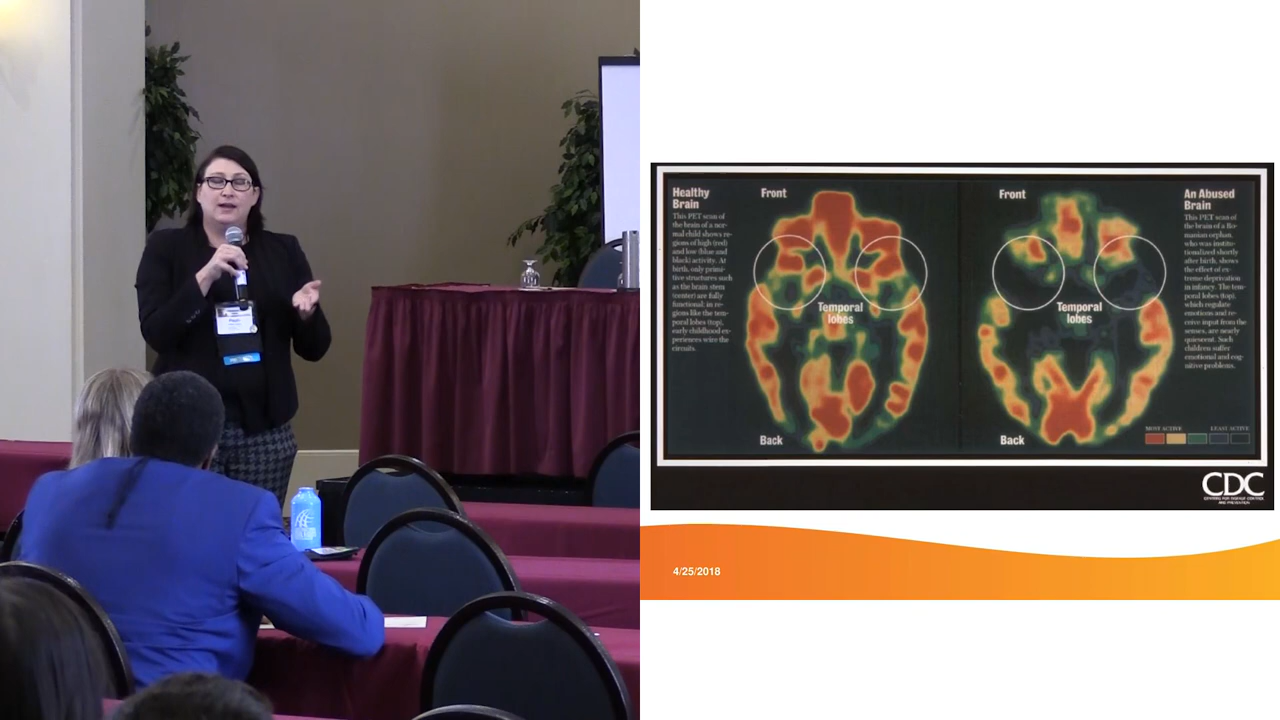 Healthy
Brain
This PET scan of
the brain of a nor-
mal child shows re-
gions of high (red)
and low (blue and
black) activity. At
birth, only primi-
tive structures such
as the brain stem
(center) are fully
functional; in re-
gions like the tem-
poral lobes (top),
early childhood ex-
periences wire the
circuits.
Front
Temporal
lobes
Back
Front
Temporal
lobes
Back
An Abused
Brain
This PET scan of
the brain of a Ro-
manian orphan,
who was institu-
tionalized shortly
after birth, shows
the effect of ex-
treme deprivation
in infancy. The tem-
poral lobes (top),
which regulate
emotions and re-
ceive input from the
senses, are nearly
quiescent. Such
children suffer
emotional and cog-
nitive problems.
MOST ACTIVE
LEAST ACTIVE
CDC
CENTERS FOR DISEASE CONTROL
AND PREVENTION
4/25/2018